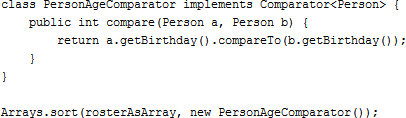 class PersonAgeComparator implements Comparator<Person> {
    public int compare(Person a, Person b) {
        return a.getBirthday().compareTo(b.getBirthday());
    }
}

Arrays.sort(rosterAsArray, new PersonAgeComparator());